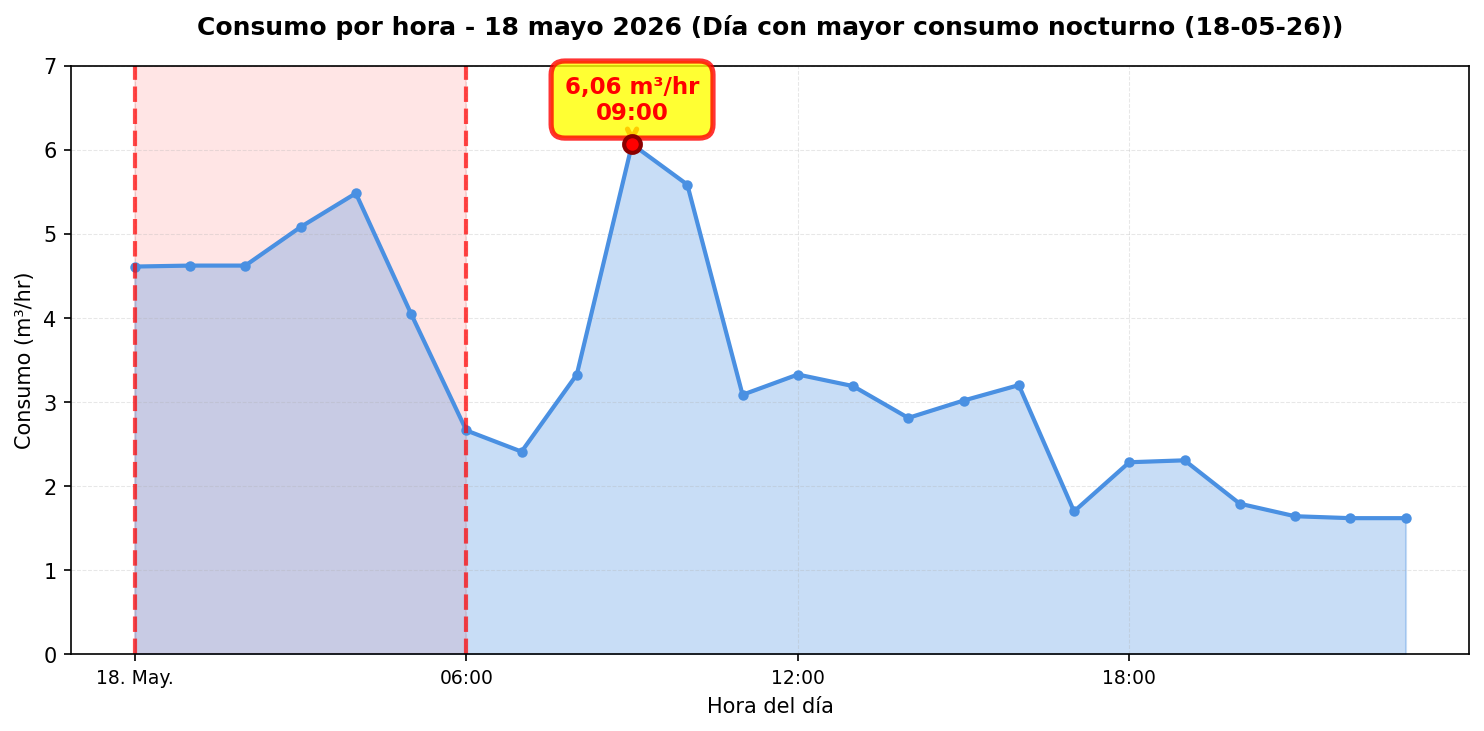 Consumo por hora - 18 mayo 2026 (Día con mayor consumo nocturno (18-05-26))
6,06 m³/hr
09:00
Consumo (m³/hr)
7
6
5
4
3
2
1
0
18. May.
06:00
12:00
18:00
Hora del día